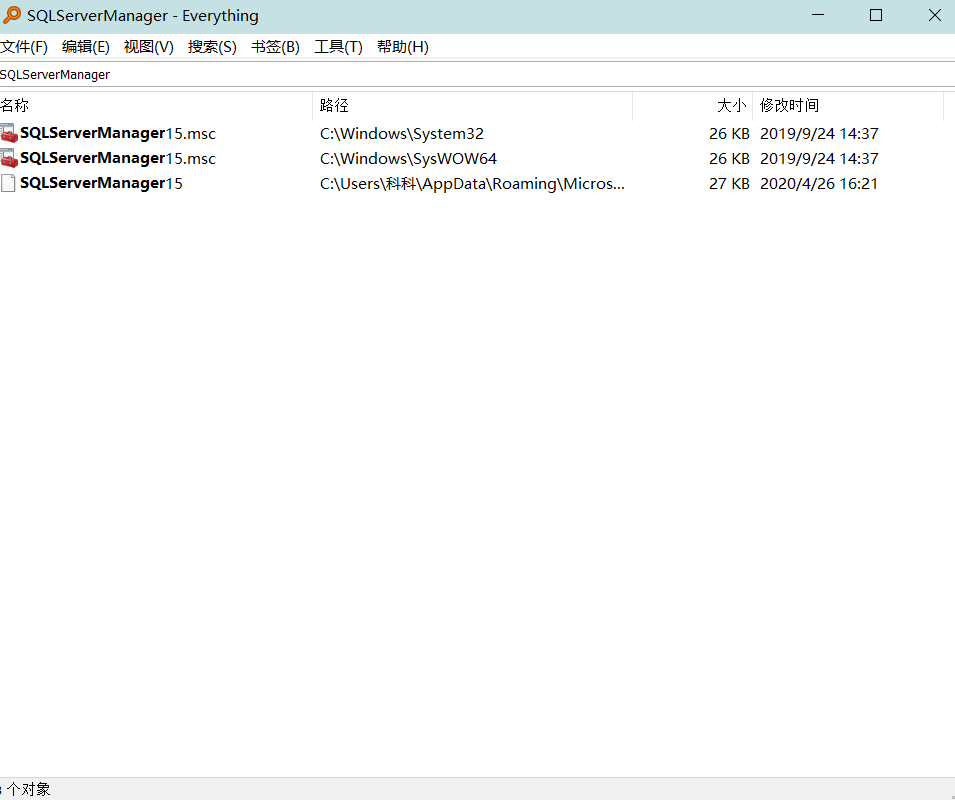 SQLServerManager - Everything
文件(F) 编辑(E) 视图(V) 搜索(S) 书签(B) 工具(T) 帮助(H)
SQLServerManager
名称 路径 大小 修改时间
SQLServerManager15.msc C:\Windows\System32 26 KB 2019/9/24 14:37
SQLServerManager15.msc C:\Windows\SysWOW64 26 KB 2019/9/24 14:37
SQLServerManager15 C:\Users\科科\AppData\Roaming\Micros... 27 KB 2020/4/26 16:21
个对象